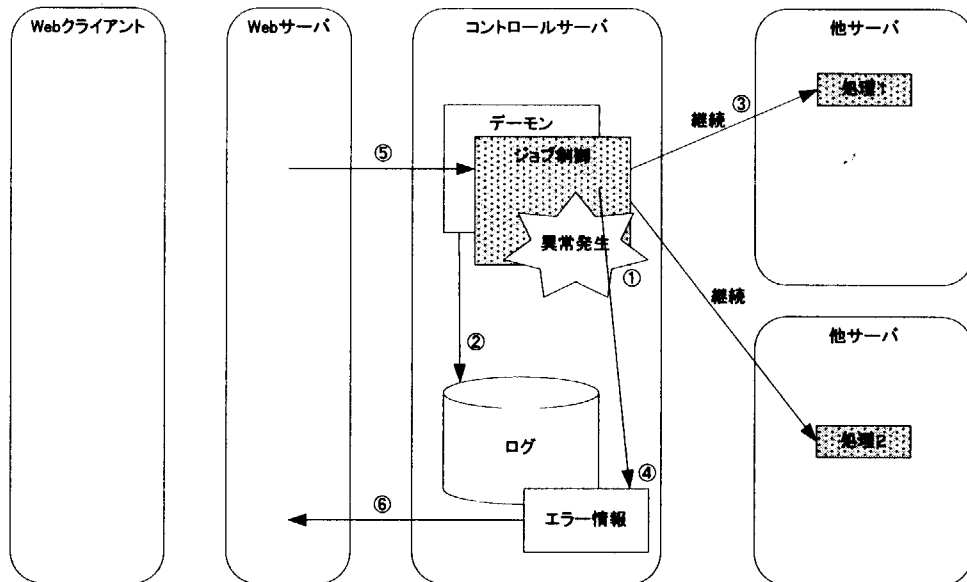 Webクライアント
Webサーバ
コントロールサーバ
他サーバ
処理1
③
継続
デーモン
⑤
ジョブ制御
異常発生
①
継続
他サーバ
②
ログ
処理2
④
⑥
エラー情報